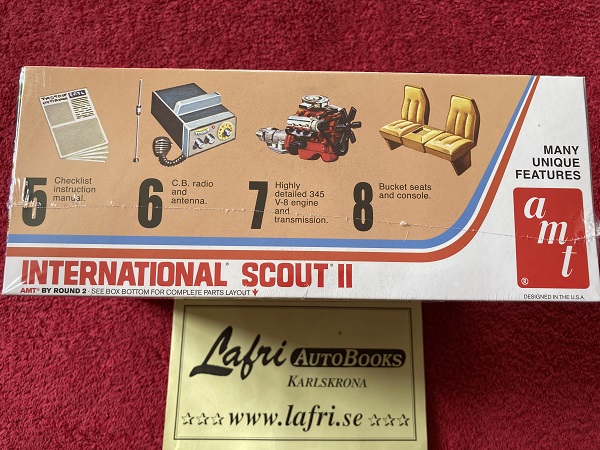 5
Checklist
instruction
manual.
6
C.B. radio
and
antenna.
7
Highly
detailed 345
V-8 engine
and
transmission.
8
Bucket seats
and console.
MANY
UNIQUE
FEATURES
amt
®
DESIGNED IN THE U.S.A.
INTERNATIONAL® SCOUT® II
AMT® BY ROUND 2 - SEE BOX BOTTOM FOR COMPLETE PARTS LAYOUT
Lafri AUTOBOOKS
KARLSKRONA
www.lafri.se